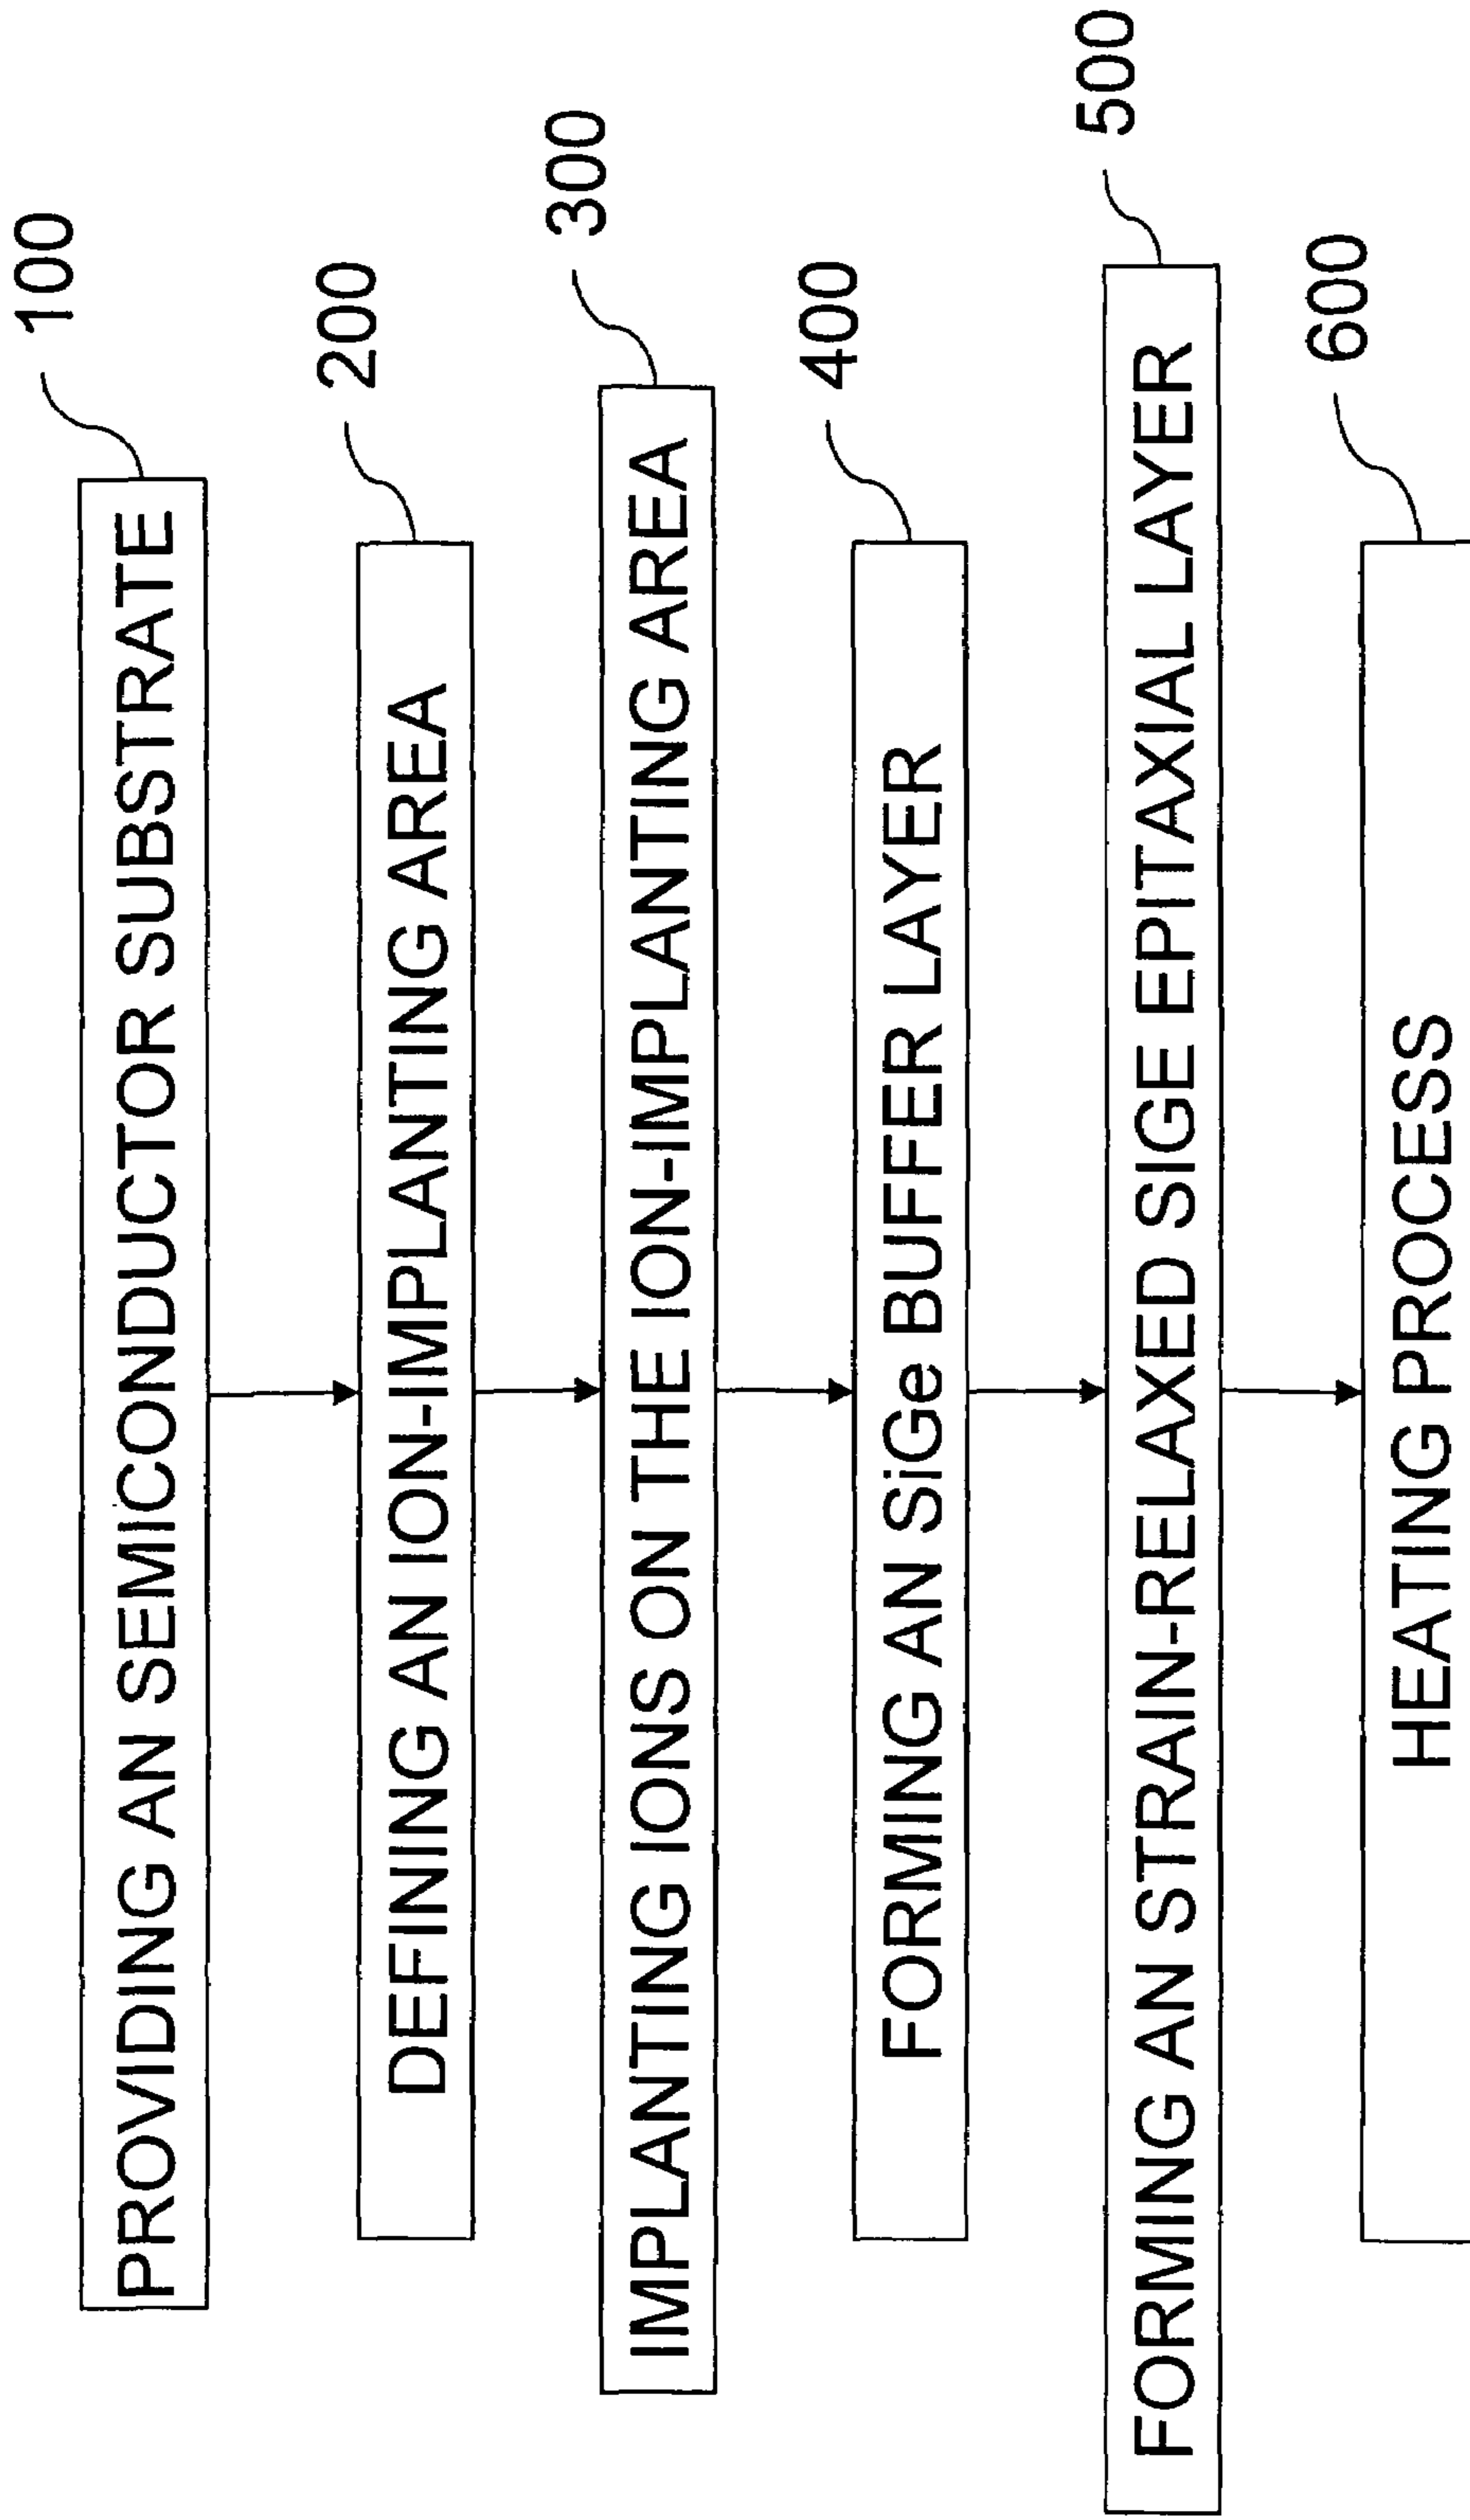 100
PROVIDING AN SEMICONDUCTOR SUBSTRATE
200
DEFINING AN ION-IMPLANTING AREA
300
IMPLANTING IONS ON THE ION-IMPLANTING AREA
400
FORMING AN SiGe BUFFER LAYER
500
FORMING AN STRAIN-RELAXED SIGE EPITAXIAL LAYER
600
HEATING PROCESS